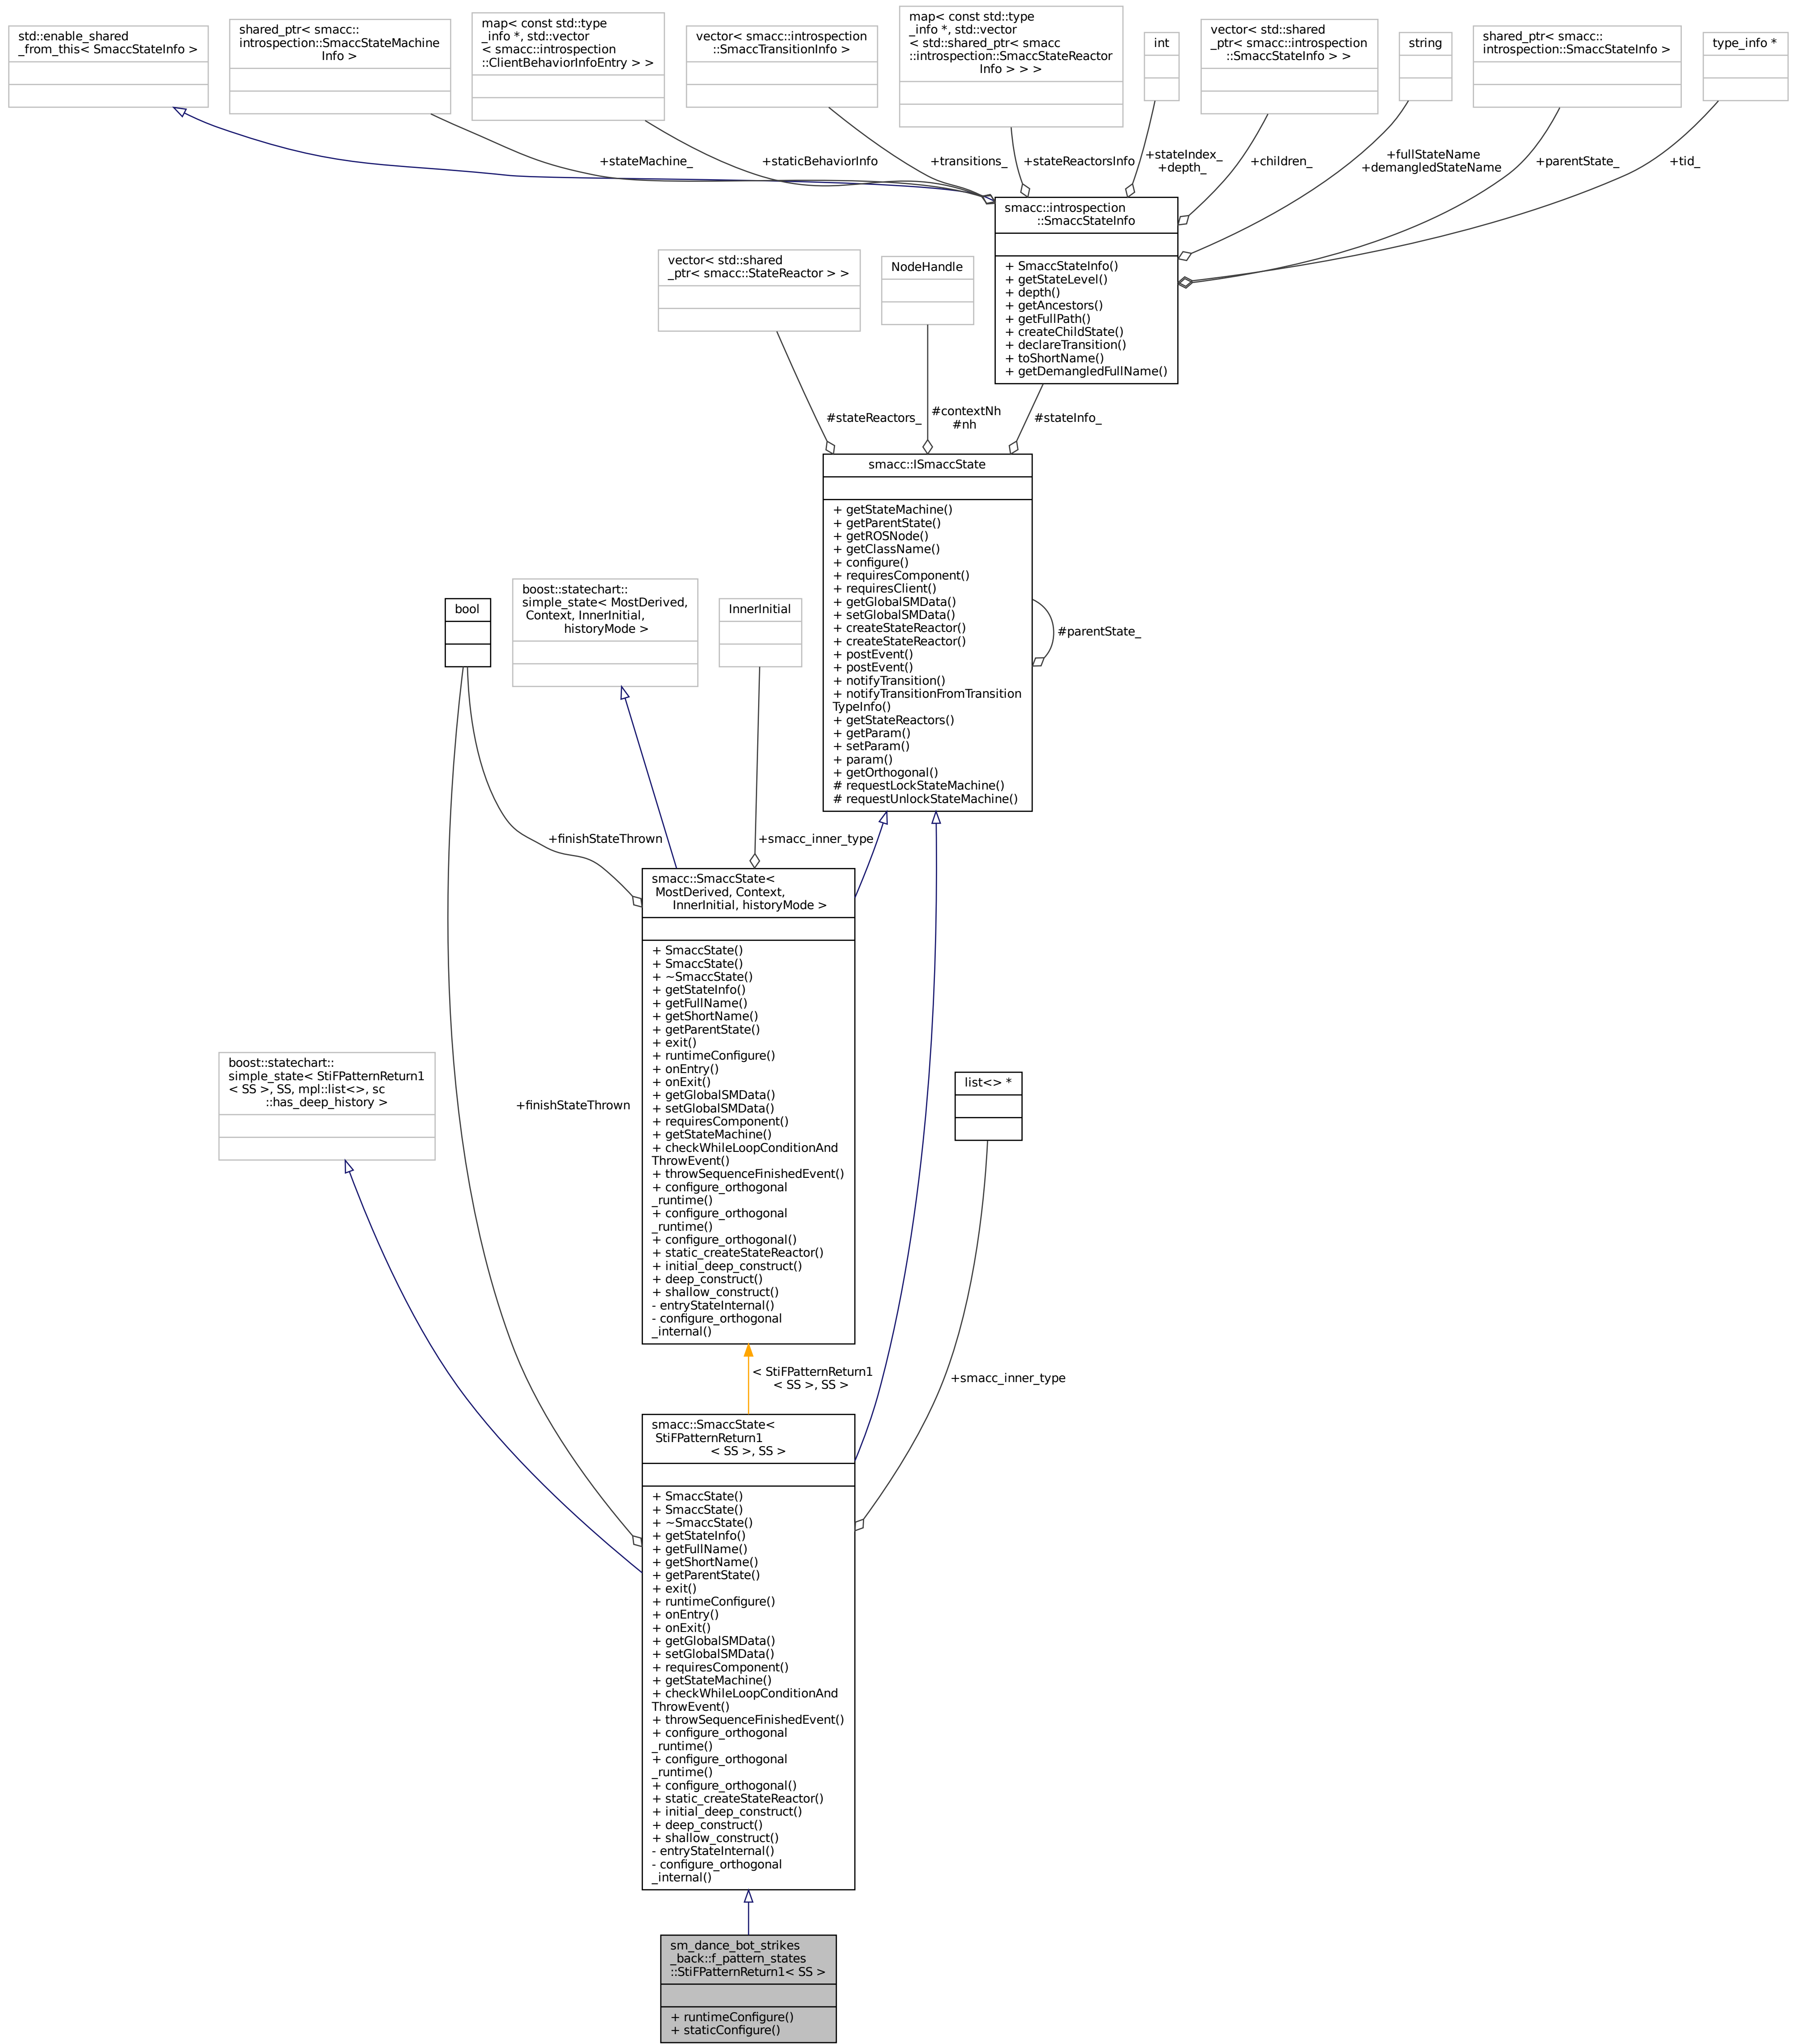 std::enable_shared
_from_this< SmaccStateInfo >
shared_ptr< smacc::
introspection::SmaccStateMachine
Info >
map< const std::type
_info *, std::vector
< smacc::introspection
::ClientBehaviorInfoEntry > >
vector< smacc::introspection
::SmaccTransitionInfo >
map< const std::type
_info *, std::vector
< std::shared_ptr< smacc
::introspection::SmaccStateReactor
Info > > >
int
vector< std::shared
_ptr< smacc::introspection
::SmaccStateInfo > >
string
shared_ptr< smacc::
introspection::SmaccStateInfo >
type_info *
+stateMachine_
+staticBehaviorInfo
+transitions_
+stateReactorsInfo
+stateIndex_
+depth_
+children_
+fullStateName
+demangledStateName
+parentState_
+tid_
smacc::introspection
::SmaccStateInfo
+ SmaccStateInfo()
+ getStateLevel()
+ depth()
+ getAncestors()
+ getFullPath()
+ createChildState()
+ declareTransition()
+ toShortName()
+ getDemangledFullName()
vector< std::shared
_ptr< smacc::StateReactor > >
NodeHandle
#stateReactors_
#contextNh
#nh
#stateInfo_
smacc::ISmaccState
+ getStateMachine()
+ getParentState()
+ getROSNode()
+ getClassName()
+ configure()
+ requiresComponent()
+ requiresClient()
+ getGlobalSMData()
+ setGlobalSMData()
+ createStateReactor()
+ createStateReactor()
+ postEvent()
+ postEvent()
+ notifyTransition()
+ notifyTransitionFromTransition
TypeInfo()
+ getStateReactors()
+ getParam()
+ setParam()
+ param()
+ getOrthogonal()
# requestLockStateMachine()
# requestUnlockStateMachine()
#parentState_
bool
boost::statechart::
simple_state< MostDerived,
Context, InnerInitial,
historyMode >
InnerInitial
+finishStateThrown
+smacc_inner_type
smacc::SmaccState<
MostDerived, Context,
InnerInitial, historyMode >
+ SmaccState()
+ SmaccState()
+ ~SmaccState()
+ getStateInfo()
+ getFullName()
+ getShortName()
+ getParentState()
+ exit()
+ runtimeConfigure()
+ onEntry()
+ onExit()
+ getGlobalSMData()
+ setGlobalSMData()
+ requiresComponent()
+ getStateMachine()
+ checkWhileLoopConditionAnd
ThrowEvent()
+ throwSequenceFinishedEvent()
+ configure_orthogonal
_runtime()
+ configure_orthogonal
_runtime()
+ configure_orthogonal()
+ static_createStateReactor()
+ initial_deep_construct()
+ deep_construct()
+ shallow_construct()
- entryStateInternal()
- configure_orthogonal
_internal()
boost::statechart::
simple_state< StiFPatternReturn1
< SS >, SS, mpl::list<>, sc
::has_deep_history >
+finishStateThrown
list<> *
< StiFPatternReturn1
< SS >, SS >
+smacc_inner_type
smacc::SmaccState<
StiFPatternReturn1
< SS >, SS >
+ SmaccState()
+ SmaccState()
+ ~SmaccState()
+ getStateInfo()
+ getFullName()
+ getShortName()
+ getParentState()
+ exit()
+ runtimeConfigure()
+ onEntry()
+ onExit()
+ getGlobalSMData()
+ setGlobalSMData()
+ requiresComponent()
+ getStateMachine()
+ checkWhileLoopConditionAnd
ThrowEvent()
+ throwSequenceFinishedEvent()
+ configure_orthogonal
_runtime()
+ configure_orthogonal
_runtime()
+ configure_orthogonal()
+ static_createStateReactor()
+ initial_deep_construct()
+ deep_construct()
+ shallow_construct()
- entryStateInternal()
- configure_orthogonal
_internal()
sm_dance_bot_strikes
_back::f_pattern_states
::StiFPatternReturn1< SS >
+ runtimeConfigure()
+ staticConfigure()